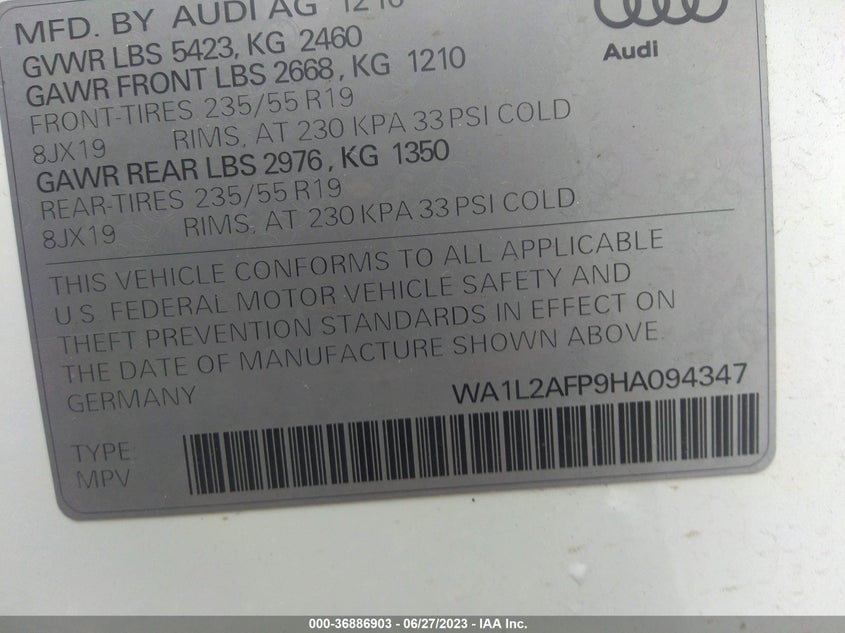 MFD. BY AUDI AG 12 16
Audi
GVWR LBS 5423, KG 2460
GAWR FRONT LBS 2668, KG 1210
FRONT-TIRES 235/55 R19
8JX19 RIMS, AT 230 KPA 33 PSI COLD
GAWR REAR LBS 2976, KG 1350
REAR-TIRES 235/55 R19
8JX19 RIMS, AT 230 KPA 33 PSI COLD
THIS VEHICLE CONFORMS TO ALL APPLICABLE
U.S. FEDERAL MOTOR VEHICLE SAFETY AND
THEFT PREVENTION STANDARDS IN EFFECT ON
THE DATE OF MANUFACTURE SHOWN ABOVE.
GERMANY WA1L2AFP9HA094347
TYPE:
MPV
000-36886903 - 06/27/2023 - IAA Inc.